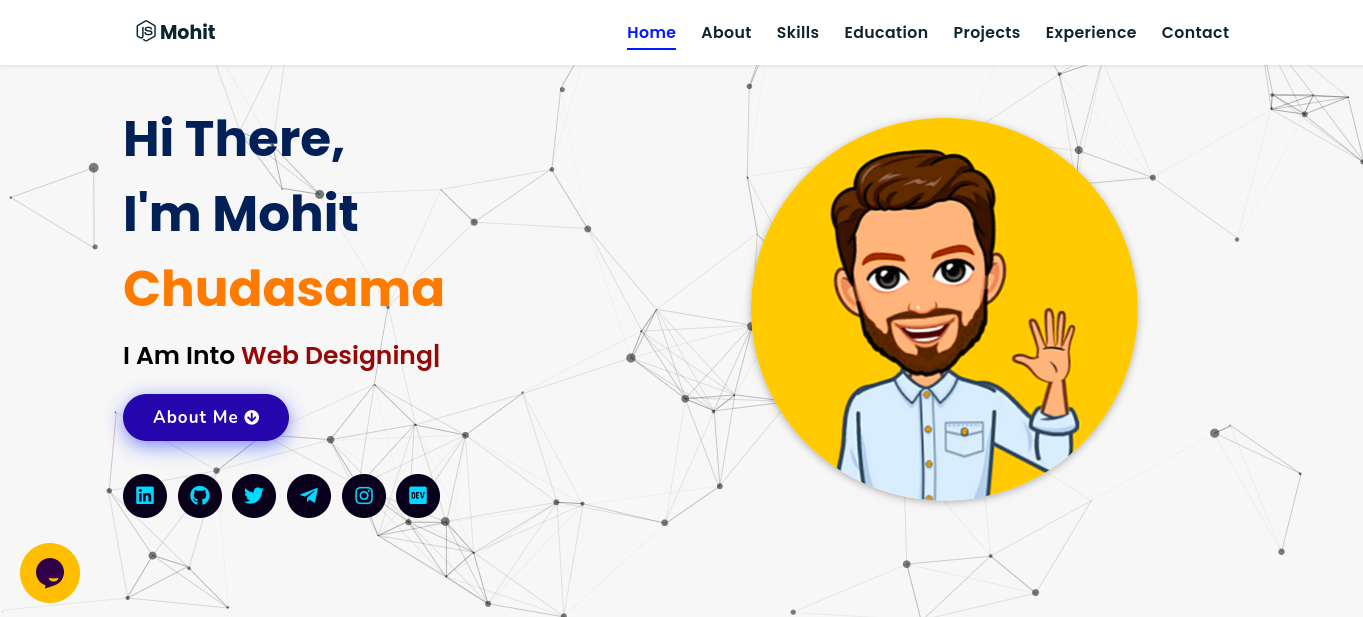 JS Mohit
Home About Skills Education Projects Experience Contact
Hi There,
I'm Mohit
Chudasama
I Am Into Web Designing|
About Me
in
DEV